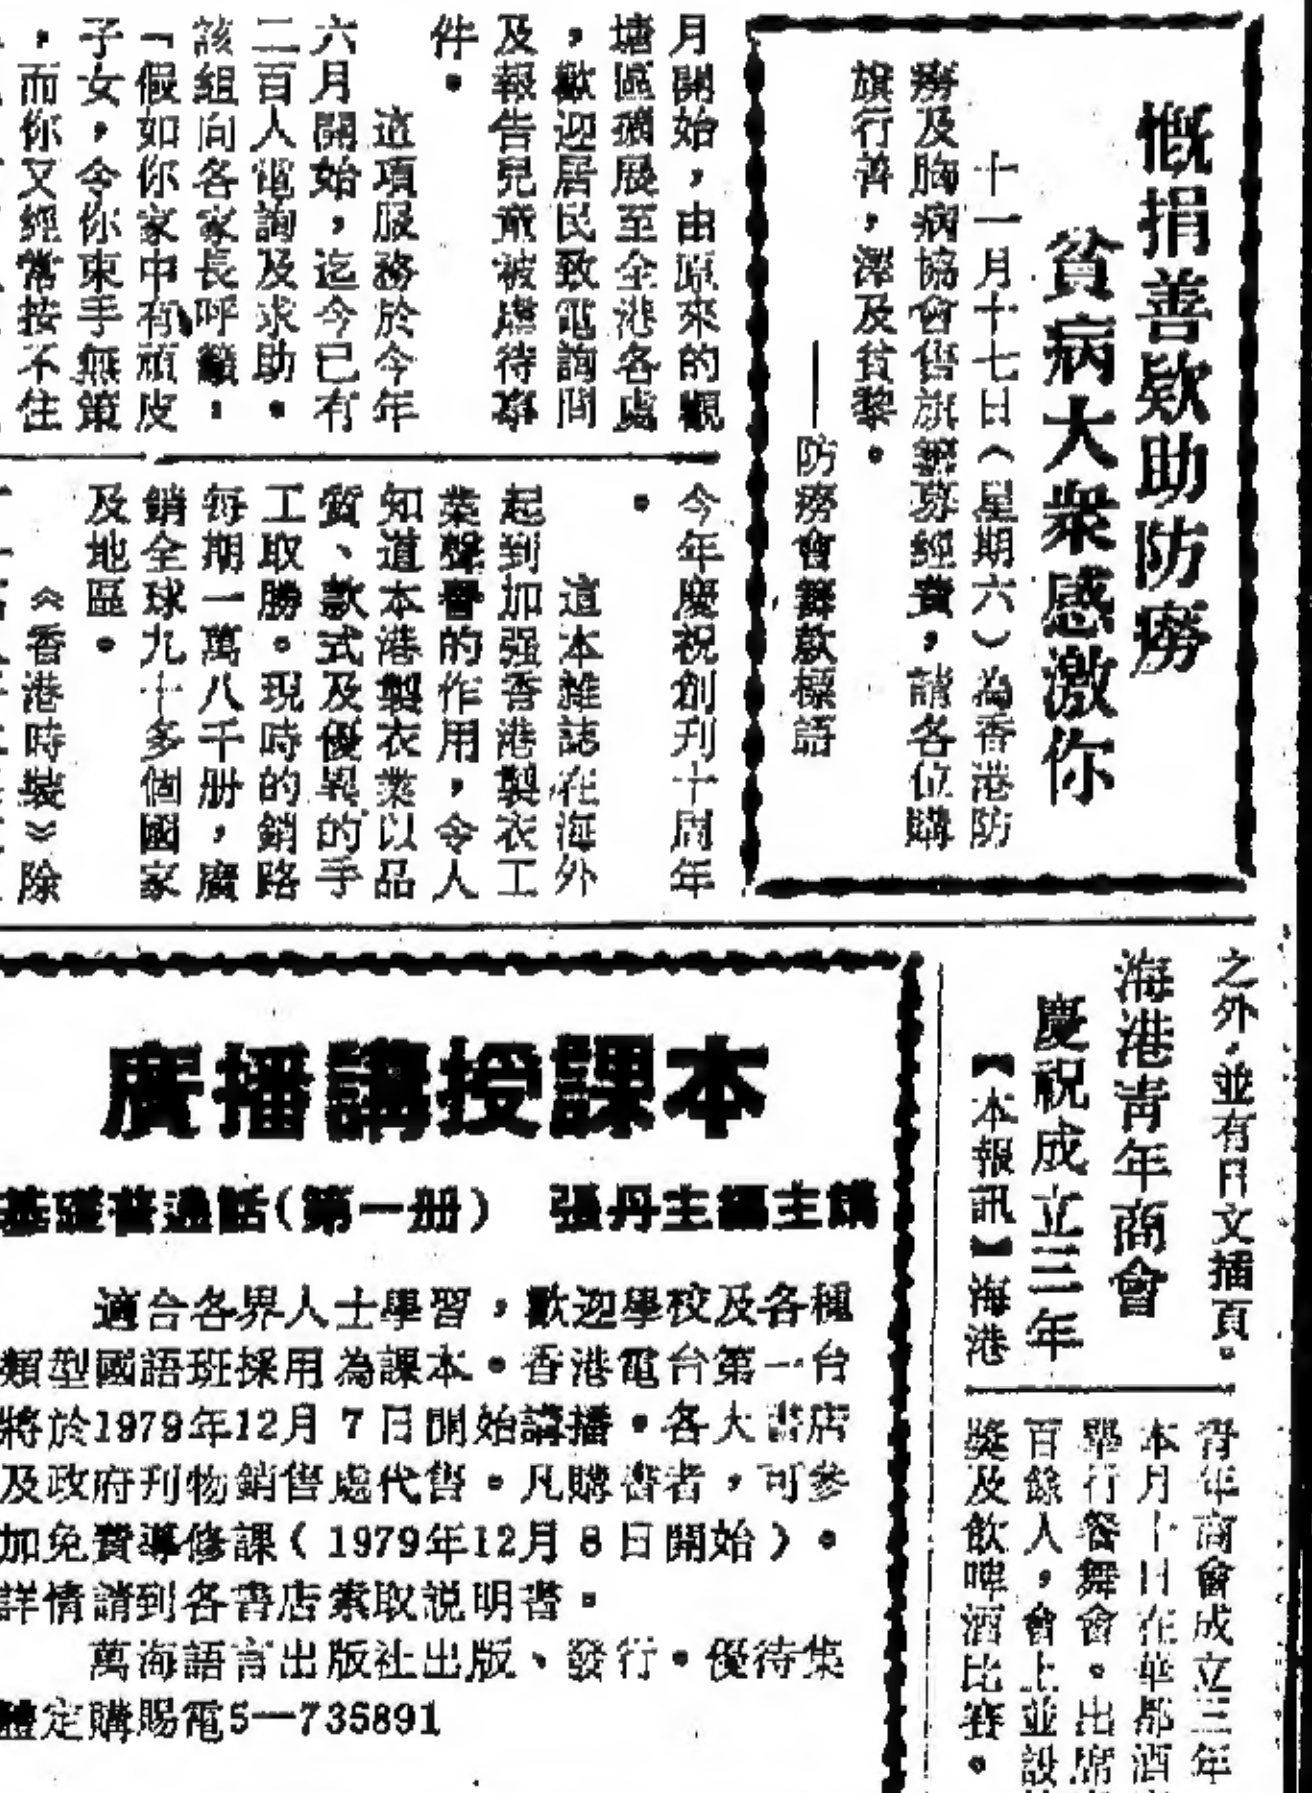 慨捐善欵助防癆
貧病大衆感激你
十一月十七日（星期六）為香港防
癆及胸病協會售旗籌募經費，請各位購
旗行善，澤及貧黎。
——防癆會籌款標語
月開始，由原來的觀
塘區擴展至全港各處
，歡迎居民致電詢問
及報告兒童被虐待事
件。
這項服務於今年
六月開始，迄今已有
二百人電詢及求助。
該組向各家長呼籲：
「假如你家中有頑皮
子女，令你束手無策
，而你又經常按不住
今年慶祝創刊十周年
。
這本雜誌在海外
起到加强香港製衣工
業聲譽的作用，令人
知道本港製衣業以品
質、款式及優異的手
工取勝。現時的銷路
每期一萬八千册，廣
銷全球九十多個國家
及地區。
《香港時裝》除
之外，並有日文插頁。
海港青年商會
慶祝成立三年
【本報訊】海港
青年商會成立三年
本月十日在華都酒
舉行餐舞會。出席
百餘人，會上並設
獎及飲啤酒比賽。
廣播講授課本
基礎普通話（第一册） 張丹主編主講
適合各界人士學習，歡迎學校及各種
類型國語班採用為課本。香港電台第一台
將於1979年12月7日開始講播。各大書店
及政府刊物銷售處代售。凡購書者，可參
加免費導修課（1979年12月8日開始）。
詳情請到各書店索取説明書。
萬海語言出版社出版、發行。優待集
體定購賜電5—735891